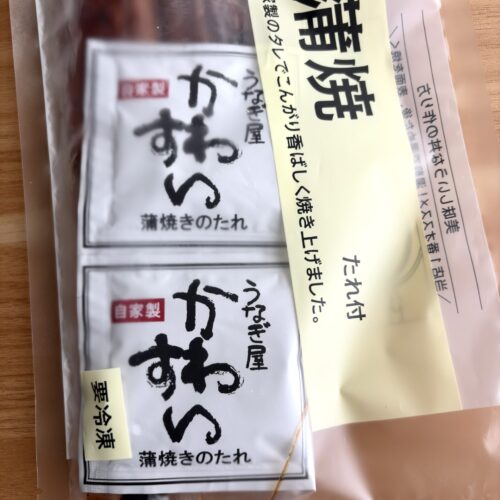 蒲焼
家製のタレでこんがり香ばしく焼き上げました。
たれ付
うなぎ屋
かわすい
自家製
蒲焼きのたれ
うなぎ屋
かわすい
自家製
蒲焼きのたれ
要冷凍